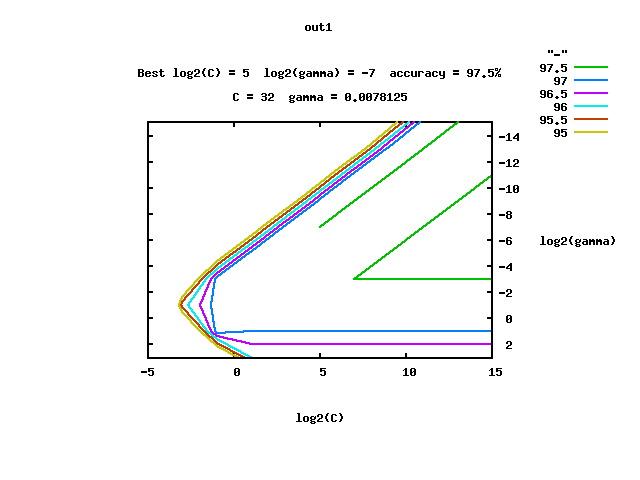 out1
Best log2(C) = 5  log2(gamma) = -7  accuracy = 97.5%
C = 32  gamma = 0.0078125
"-"
97.5
97
96.5
96
95.5
95
-14
-12
-10
-8
-6
-4
-2
0
2
log2(gamma)
-5 0 5 10 15
log2(C)